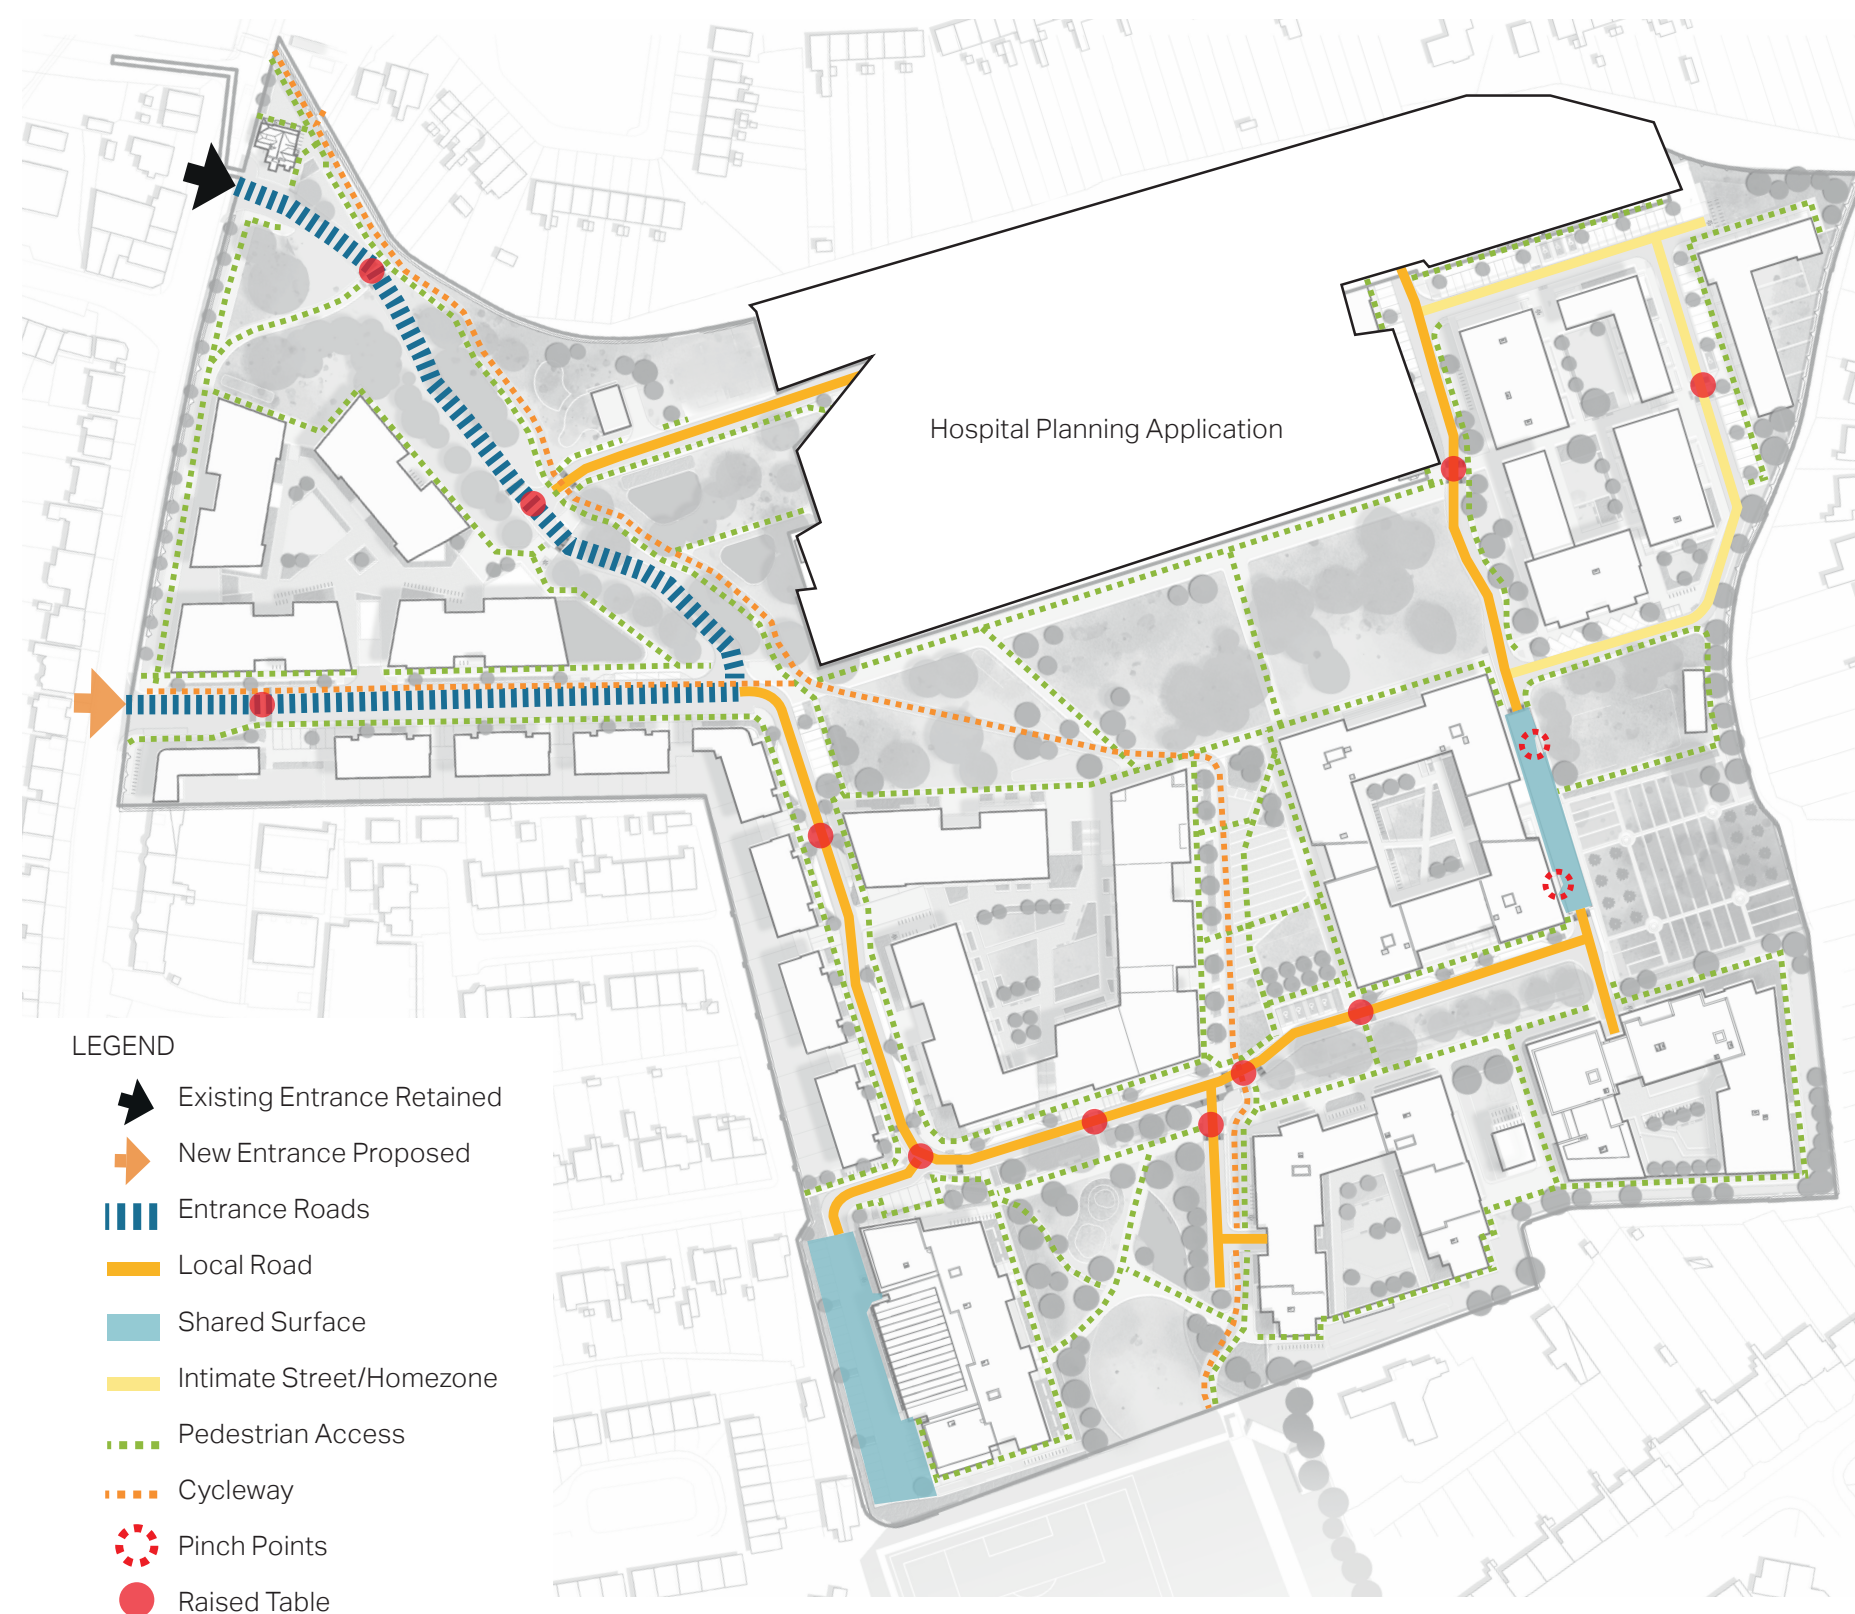 Hospital Planning Application
LEGEND
Existing Entrance Retained
New Entrance Proposed
Entrance Roads
Local Road
Shared Surface
Intimate Street/Homezone
Pedestrian Access
Cycleway
Pinch Points
Raised Table